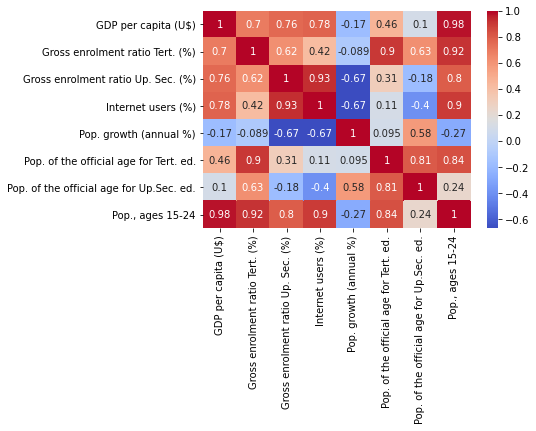 GDP per capita (U$) 1 0.7 0.76 0.78 -0.17 0.46 0.1 0.98
Gross enrolment ratio Tert. (%) 0.7 1 0.62 0.42 -0.089 0.9 0.63 0.92
Gross enrolment ratio Up. Sec. (%) 0.76 0.62 1 0.93 -0.67 0.31 -0.18 0.8
Internet users (%) 0.78 0.42 0.93 1 -0.67 0.11 -0.4 0.9
Pop. growth (annual %) -0.17 -0.089 -0.67 -0.67 1 0.095 0.58 -0.27
Pop. of the official age for Tert. ed. 0.46 0.9 0.31 0.11 0.095 1 0.81 0.84
Pop. of the official age for Up.Sec. ed. 0.1 0.63 -0.18 -0.4 0.58 0.81 1 0.24
Pop., ages 15-24 0.98 0.92 0.8 0.9 -0.27 0.84 0.24 1
GDP per capita (U$)
Gross enrolment ratio Tert. (%)
Gross enrolment ratio Up. Sec. (%)
Internet users (%)
Pop. growth (annual %)
Pop. of the official age for Tert. ed.
Pop. of the official age for Up.Sec. ed.
Pop., ages 15-24
1.0
0.8
0.6
0.4
0.2
0.0
−0.2
−0.4
−0.6